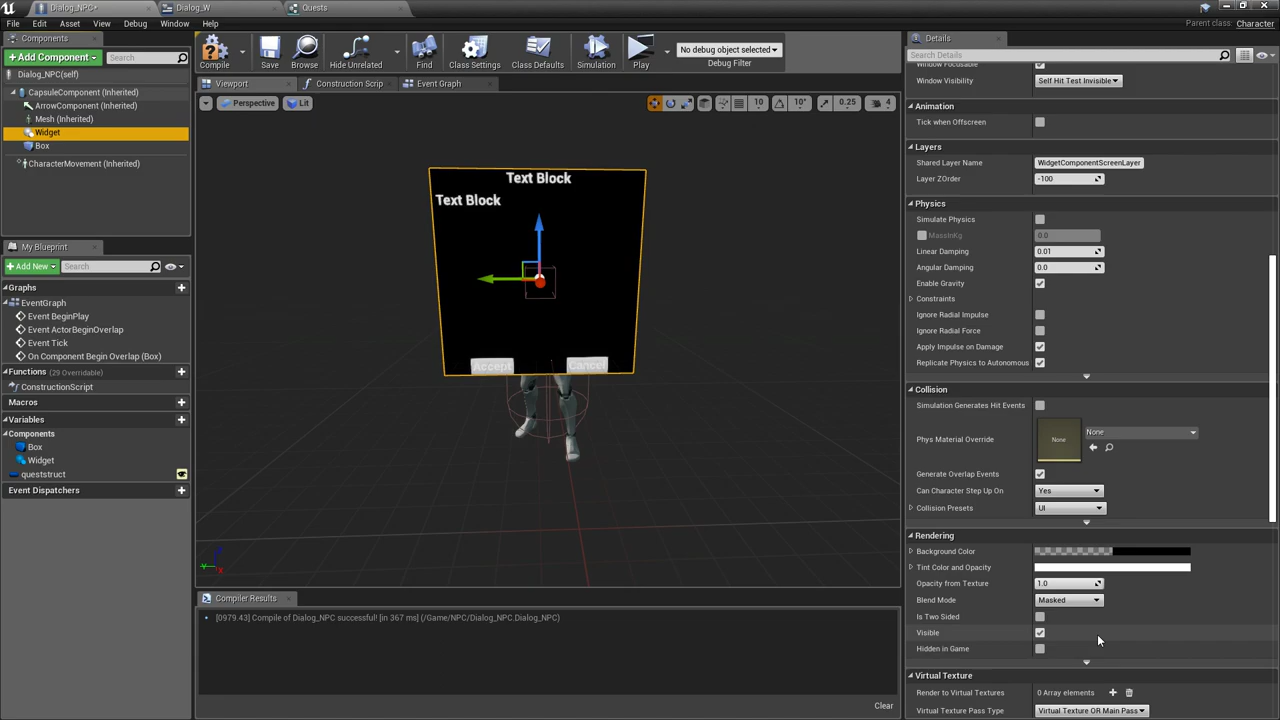 Dialog_NPC*
Dialog_W
Quests
File Edit Asset View Debug Window Help
Parent class: Character
Components
+ Add Component
Search
Dialog_NPC(self)
CapsuleComponent (Inherited)
ArrowComponent (Inherited)
Mesh (Inherited)
Widget
Box
CharacterMovement (Inherited)
My Blueprint
+ Add New
Search
Graphs
EventGraph
Event BeginPlay
Event ActorBeginOverlap
Event Tick
On Component Begin Overlap (Box)
Functions (29 Overridable)
ConstructionScript
Macros
Variables
Components
Box
Widget
queststruct
Event Dispatchers
Compile
Save
Browse
Hide Unrelated
Find
Class Settings
Class Defaults
Simulation
Play
No debug object selected
Debug Filter
Viewport
Construction Scrip
Event Graph
Perspective
Lit
10
10°
0.25
4
Text Block
Text Block
Accept
Cancel
Compiler Results
[0979.43] Compile of Dialog_NPC successful! [in 367 ms] (/Game/NPC/Dialog_NPC.Dialog_NPC)
Clear
Details
Search Details
Window Focusable
Window Visibility Self Hit Test Invisible
Animation
Tick when Offscreen
Layers
Shared Layer Name WidgetComponentScreenLayer
Layer ZOrder -100
Physics
Simulate Physics
MassInKg 0.0
Linear Damping 0.01
Angular Damping 0.0
Enable Gravity
Constraints
Ignore Radial Impulse
Ignore Radial Force
Apply Impulse on Damage
Replicate Physics to Autonomous
Collision
Simulation Generates Hit Events
Phys Material Override None None
Generate Overlap Events
Can Character Step Up On Yes
Collision Presets UI
Rendering
Background Color
Tint Color and Opacity
Opacity from Texture 1.0
Blend Mode Masked
Is Two Sided
Visible
Hidden in Game
Virtual Texture
Render to Virtual Textures 0 Array elements
Virtual Texture Pass Type Virtual Texture OR Main Pass